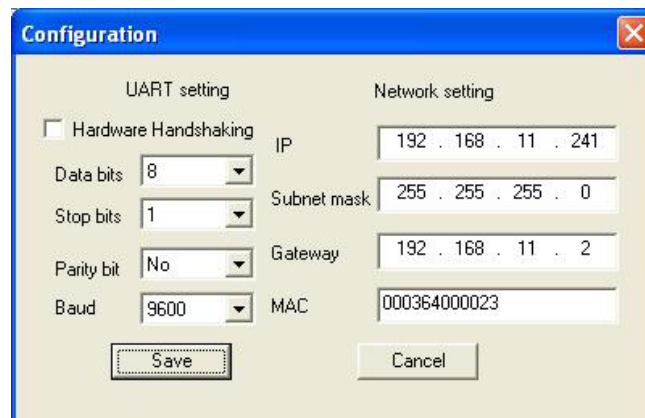 Configuration
UART setting
Network setting
Hardware Handshaking
IP
192 . 168 . 11 . 241
Data bits
8
Subnet mask
255 . 255 . 255 . 0
Stop bits
1
Gateway
192 . 168 . 11 . 2
Parity bit
No
Baud
9600
MAC
000364000023
Save
Cancel